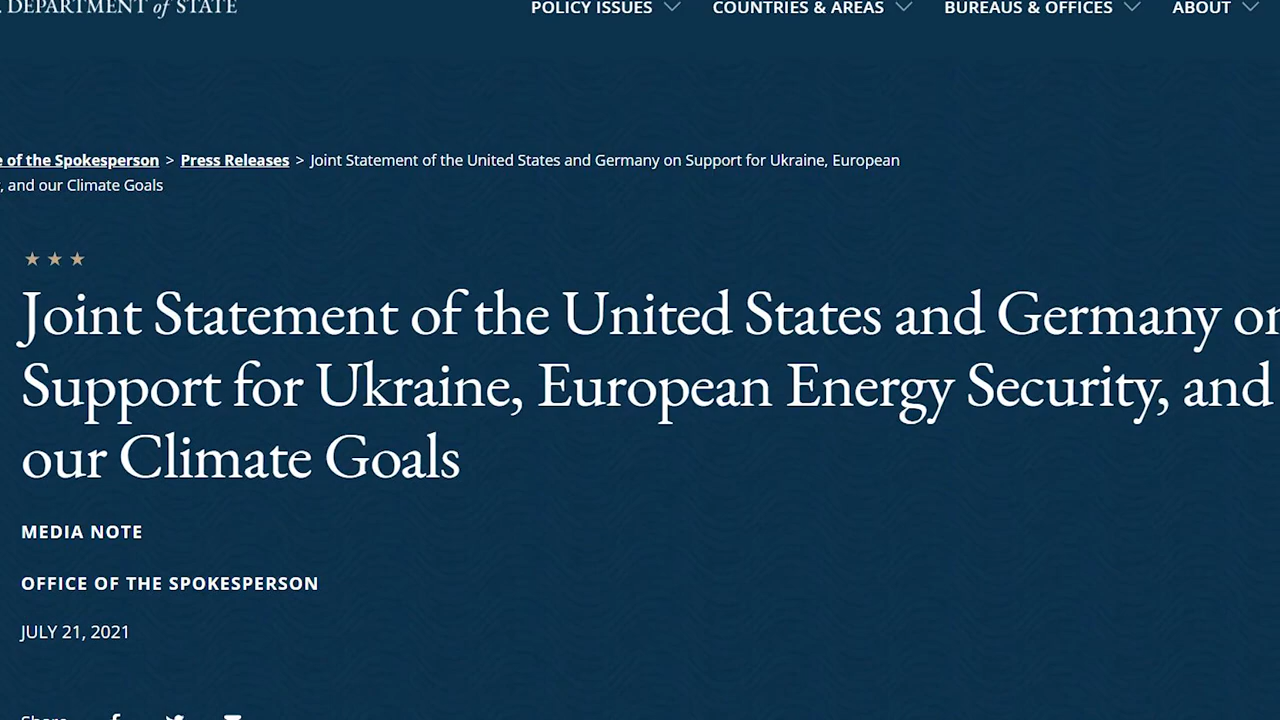 . DEPARTMENT of STATE
POLICY ISSUES COUNTRIES & AREAS BUREAUS & OFFICES ABOUT
e of the Spokesperson > Press Releases > Joint Statement of the United States and Germany on Support for Ukraine, European
, and our Climate Goals
Joint Statement of the United States and Germany on
Support for Ukraine, European Energy Security, and
our Climate Goals
MEDIA NOTE
OFFICE OF THE SPOKESPERSON
JULY 21, 2021
Share